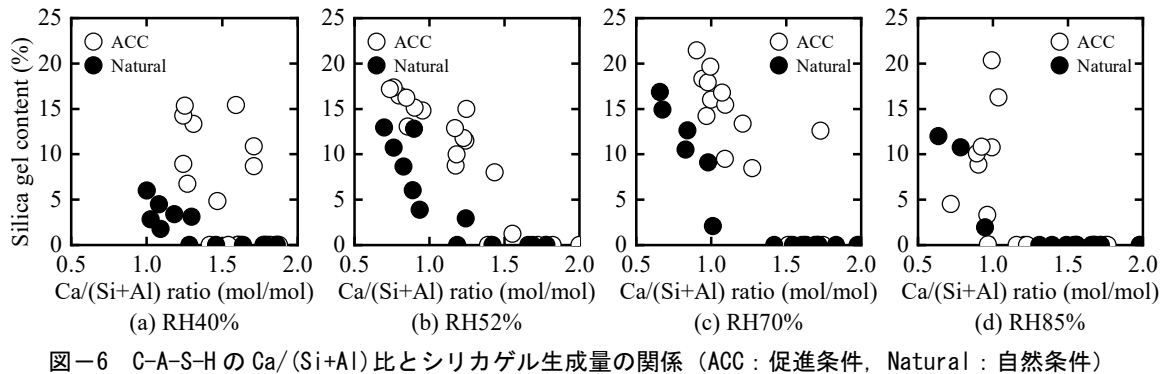 Silica gel content (%)
25
20
15
10
5
0
ACC
Natural
0.5 1.0 1.5 2.0
Ca/(Si+Al) ratio (mol/mol)
(a) RH40%
25
20
15
10
5
0
ACC
Natural
0.5 1.0 1.5 2.0
Ca/(Si+Al) ratio (mol/mol)
(b) RH52%
25
20
15
10
5
0
ACC
Natural
0.5 1.0 1.5 2.0
Ca/(Si+Al) ratio (mol/mol)
(c) RH70%
25
20
15
10
5
0
ACC
Natural
0.5 1.0 1.5 2.0
Ca/(Si+Al) ratio (mol/mol)
(d) RH85%
図－6 C-A-S-H の Ca/(Si+Al)比とシリカゲル生成量の関係（ACC：促進条件，Natural：自然条件）